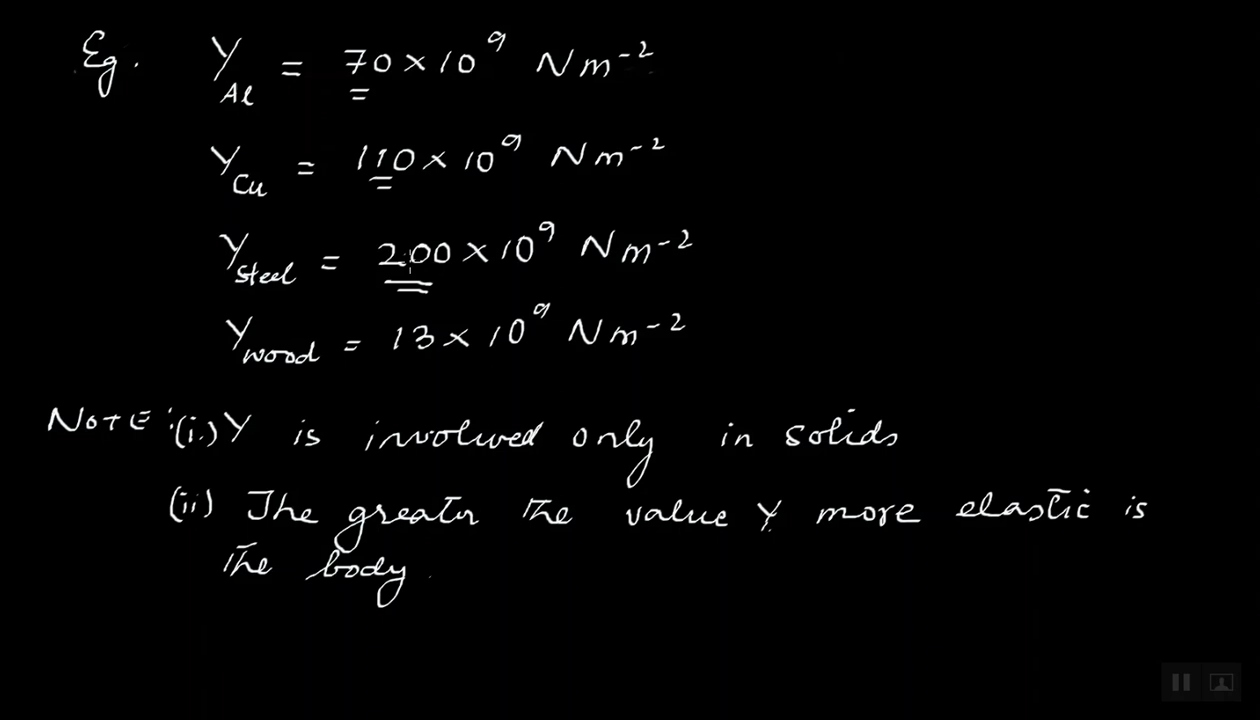 Eg. Y_Al = 70 × 10^9 Nm^-2
Y_Cu = 110 × 10^9 Nm^-2
Y_steel = 200 × 10^9 Nm^-2
Y_wood = 13 × 10^9 Nm^-2
NOTE: (i.) Y is involved only in solids
(ii) The greater the value Y more elastic is
the body.